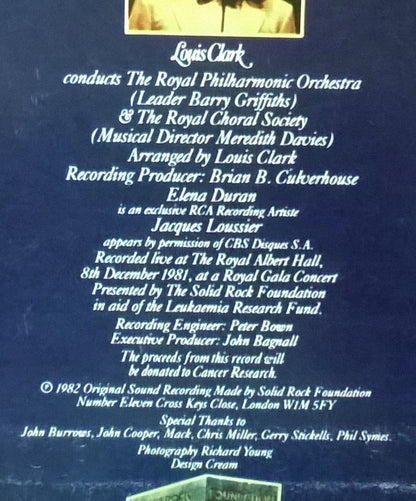 Louis Clark
conducts The Royal Philharmonic Orchestra
(Leader Barry Griffiths)
& The Royal Choral Society
(Musical Director Meredith Davies)
Arranged by Louis Clark
Recording Producer: Brian B. Culverhouse
Elena Duran
is an exclusive RCA Recording Artiste
Jacques Loussier
appears by permission of CBS Disques S.A.
Recorded live at The Royal Albert Hall,
8th December 1981, at a Royal Gala Concert
Presented by The Solid Rock Foundation
in aid of the Leukaemia Research Fund.
Recording Engineer: Peter Bown
Executive Producer: John Bagnall
The proceeds from this record will
be donated to Cancer Research.
℗ 1982 Original Sound Recording Made by Solid Rock Foundation
Number Eleven Cross Keys Close, London W1M 5FY
Special Thanks to
John Burrows, John Cooper, Mack, Chris Miller, Gerry Stickells, Phil Symes.
Photography Richard Young
Design Cream